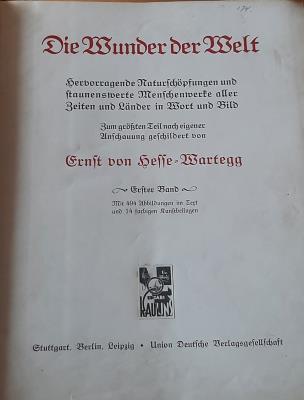 Die Wunder der Welt
Hervorragende Naturschöpfungen und
staunenswerte Menschenwerke aller
Zeiten und Länder in Wort und Bild
Zum größten Teil nach eigener
Anschauung geschildert von
Ernst von Hesse-Wartegg
Erster Band
Mit 494 Abbildungen im Text
und 14 farbigen Kunstbeilagen
Stuttgart, Berlin, Leipzig · Union Deutsche Verlagsgesellschaft